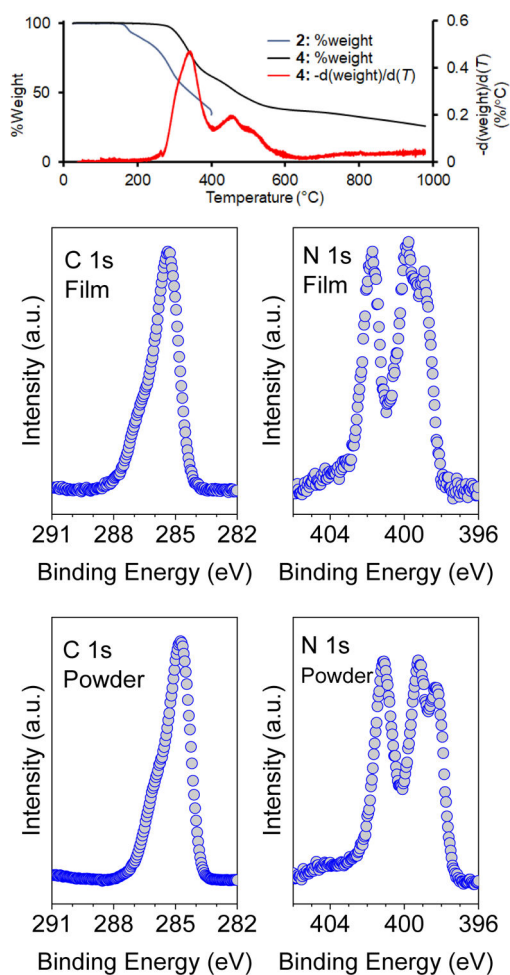 100
50
0
%Weight
2: %weight
4: %weight
4: -d(weight)/d(T)
0.6
0.4
0.2
0
-d(weight)/d(T)
(%/°C)
0 200 400 600 800 1000
Temperature (°C)
C 1s
Film
Intensity (a.u.)
291 288 285 282
Binding Energy (eV)
N 1s
Film
Intensity (a.u.)
404 400 396
Binding Energy (eV)
C 1s
Powder
Intensity (a.u.)
291 288 285 282
Binding Energy (eV)
N 1s
Powder
Intensity (a.u.)
404 400 396
Binding Energy (eV)